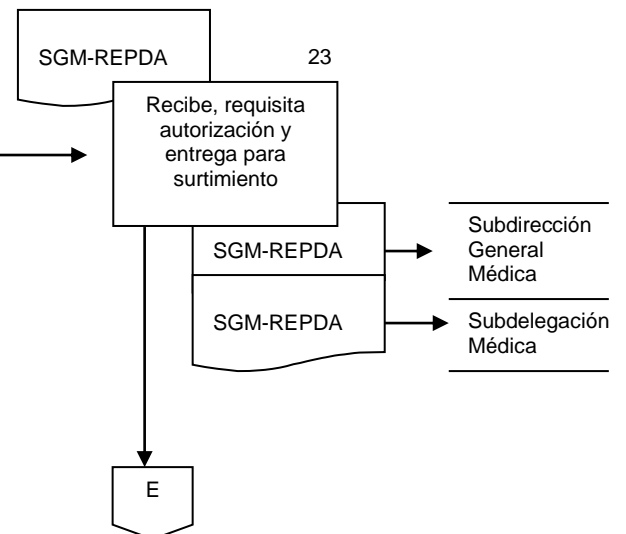 SGM-REPDA
23
Recibe, requisita
autorización y
entrega para
surtimiento
SGM-REPDA
Subdirección
General
Médica
SGM-REPDA
Subdelegación
Médica
E